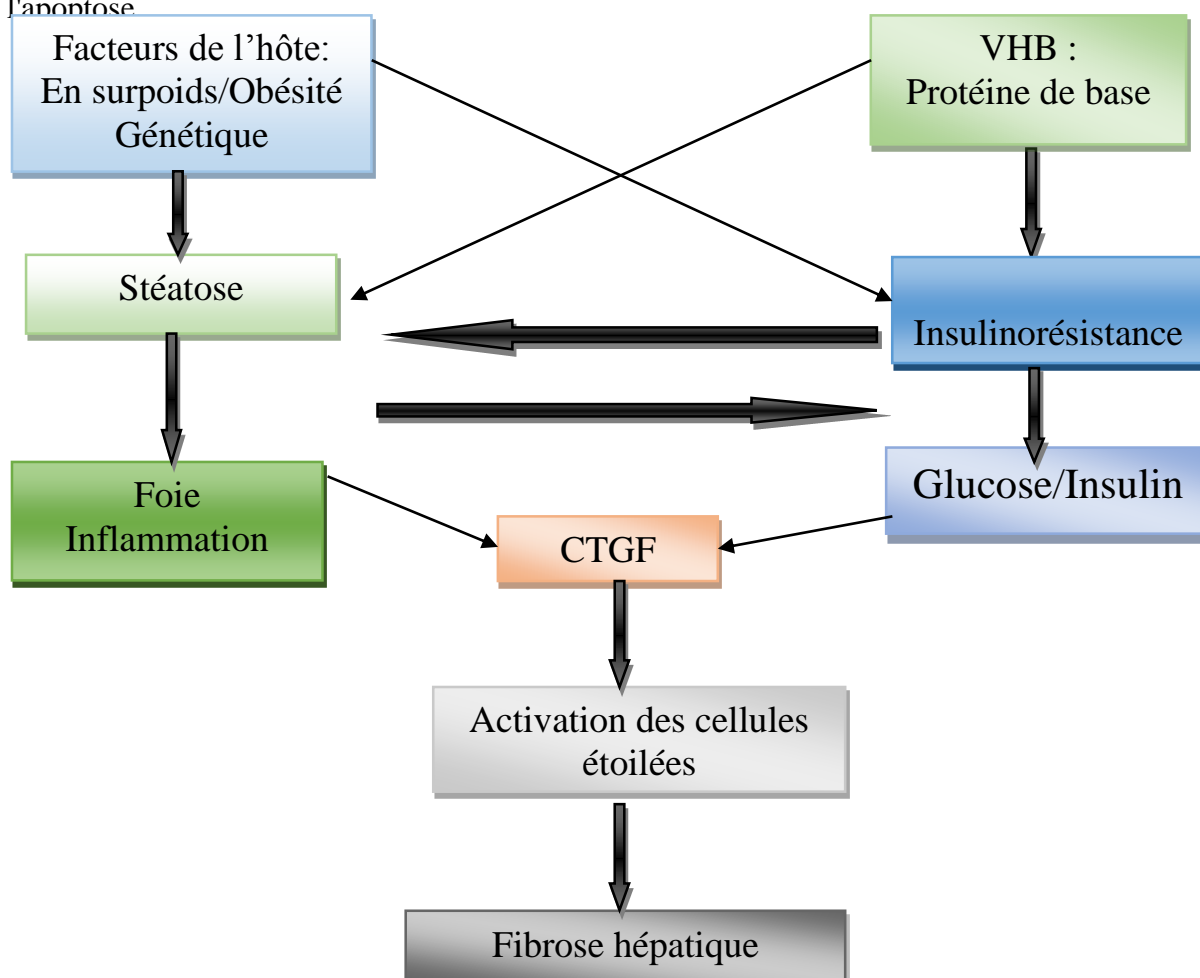 l'apoptose
Facteurs de l’hôte:
En surpoids/Obésité
Génétique
VHB :
Protéine de base
Stéatose
Insulinorésistance
Foie
Inflammation
Glucose/Insulin
CTGF
Activation des cellules
étoilées
Fibrose hépatique